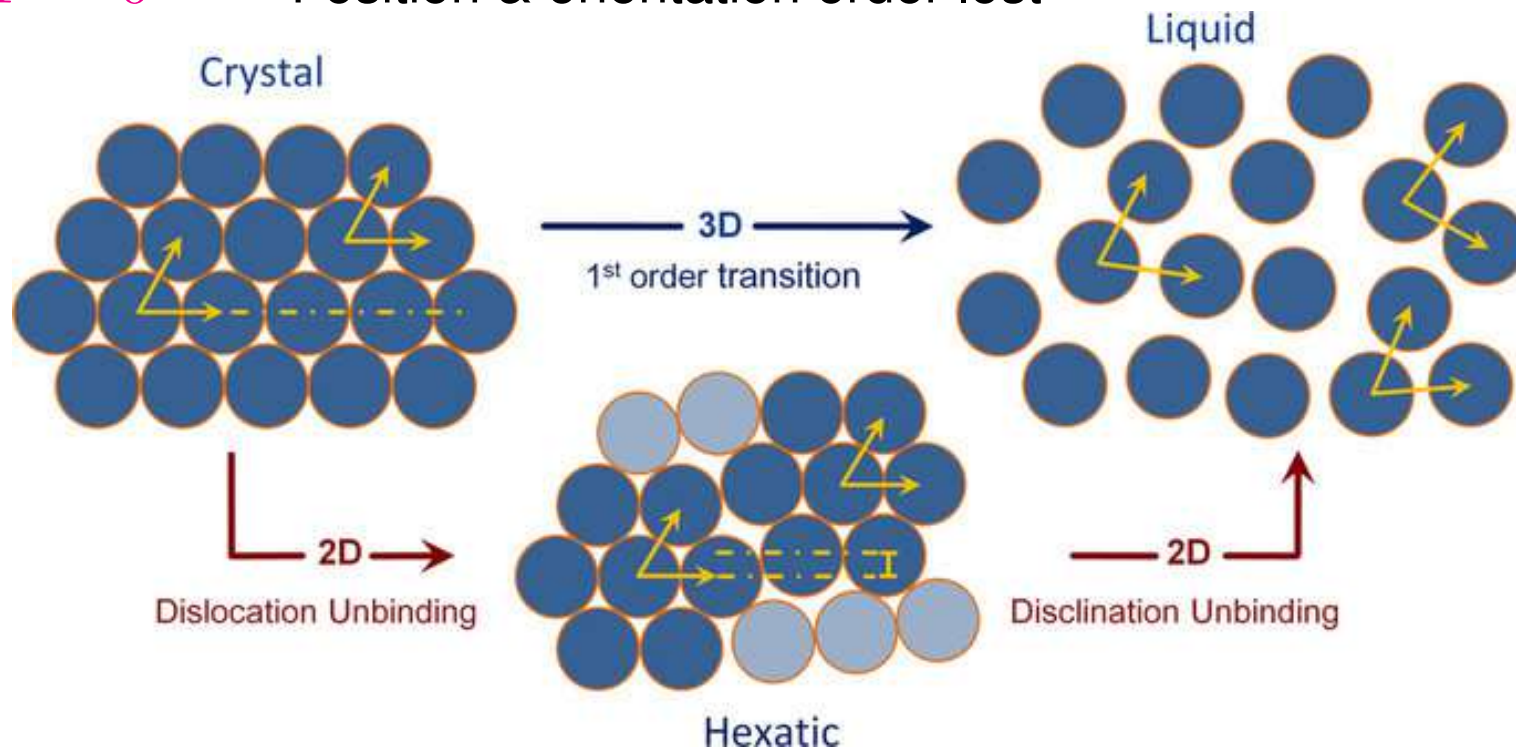 Position & orientation order lost
Liquid
Crystal
3D
1st order transition
2D
Dislocation Unbinding
2D
Disclination Unbinding
Hexatic